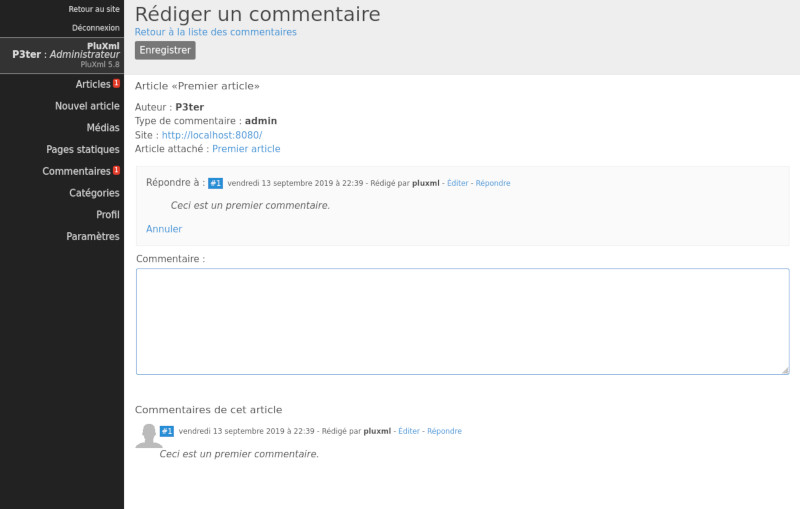 Retour au site
Déconnexion
PluXml
P3ter : Administrateur
PluXml 5.8
Articles 1
Nouvel article
Médias
Pages statiques
Commentaires 1
Catégories
Profil
Paramètres
Rédiger un commentaire
Retour à la liste des commentaires
Enregistrer
Article «Premier article»
Auteur : P3ter
Type de commentaire : admin
Site : http://localhost:8080/
Article attaché : Premier article
Répondre à : #1 vendredi 13 septembre 2019 à 22:39 - Rédigé par pluxml - Éditer - Répondre
Ceci est un premier commentaire.
Annuler
Commentaire :
Commentaires de cet article
#1 vendredi 13 septembre 2019 à 22:39 - Rédigé par pluxml - Éditer - Répondre
Ceci est un premier commentaire.